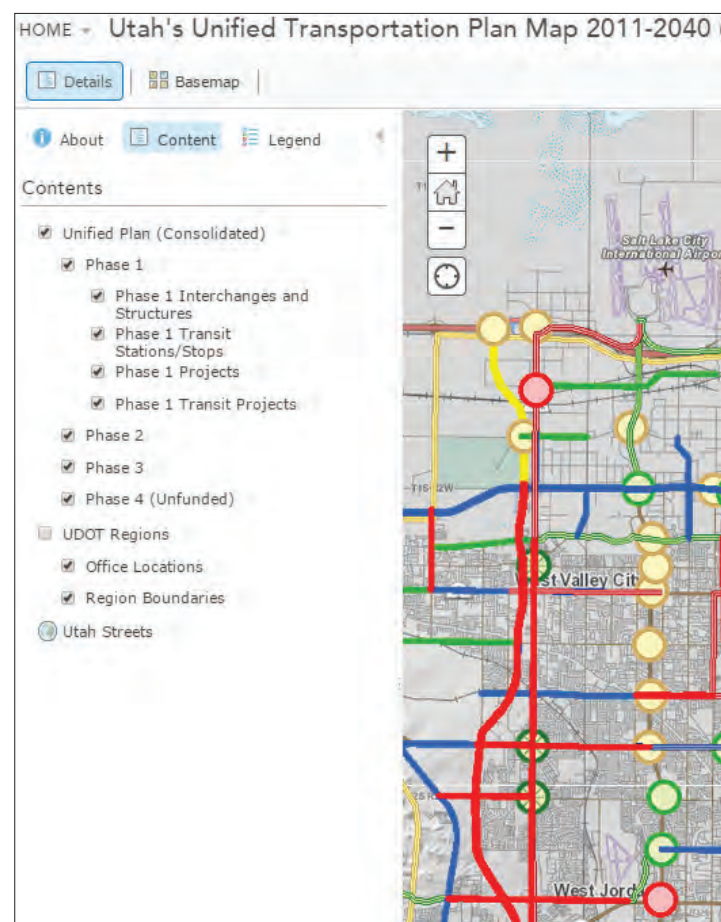 HOME Utah's Unified Transportation Plan Map 2011-2040
Details Basemap
About Content Legend
Contents
Unified Plan (Consolidated)
Phase 1
Phase 1 Interchanges and
Structures
Phase 1 Transit
Stations/Stops
Phase 1 Projects
Phase 1 Transit Projects
Phase 2
Phase 3
Phase 4 (Unfunded)
UDOT Regions
Office Locations
Region Boundaries
Utah Streets
+
−
Salt Lake City
International Airpor
West Valley City
West Jord